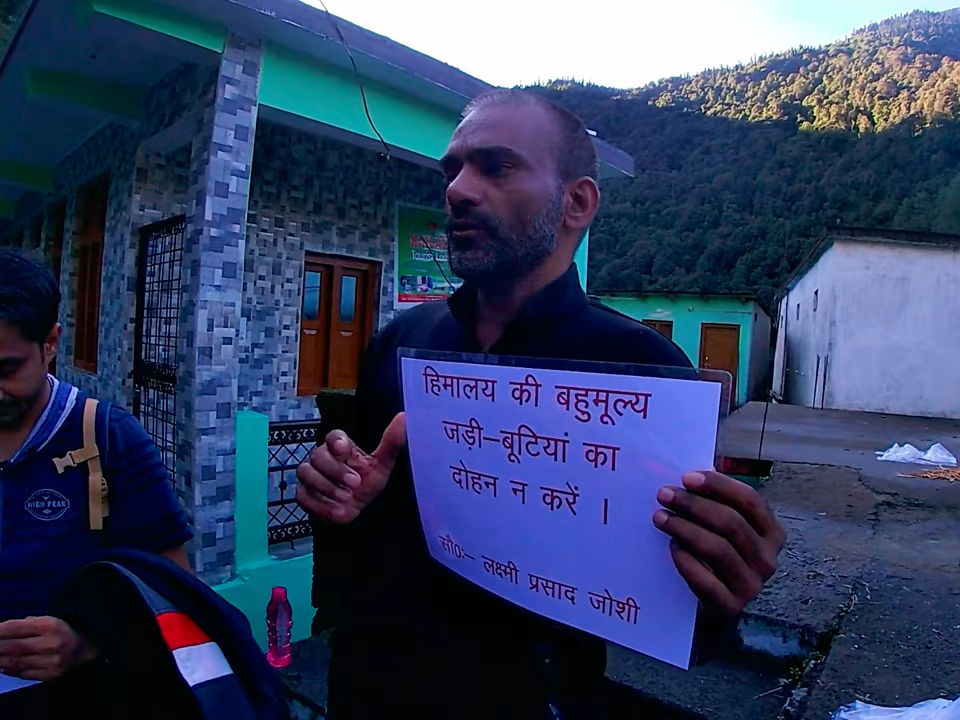 हिमालय की बहुमूल्य
जड़ी–बूटियां का
दोहन न करें ।
सौ0:– लक्ष्मी प्रसाद जोशी
HIGH PEAK